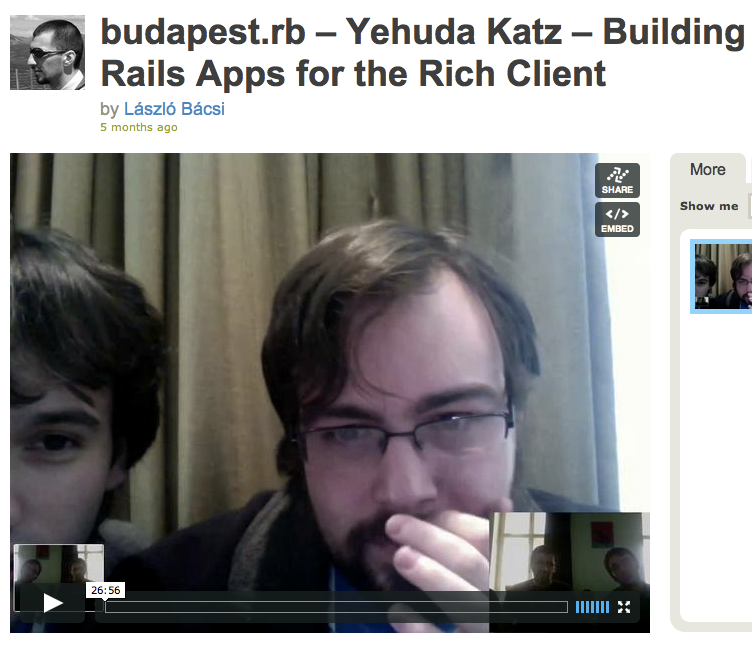 budapest.rb – Yehuda Katz – Building
Rails Apps for the Rich Client
by László Bácsi
5 months ago
SHARE
</>
EMBED
More
Show me
26:56